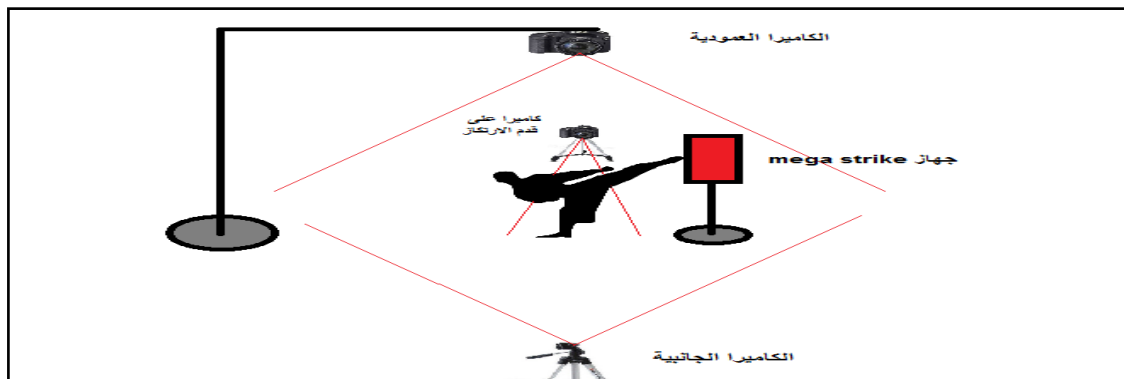 الكاميرا العمودية
كاميرا على
قدم الارتكاز
جهاز mega strike
الكاميرا الجانبية